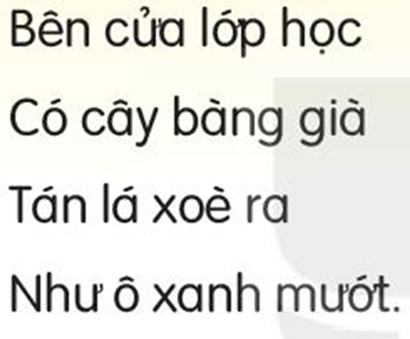 Bên cửa lớp học
Có cây bàng già
Tán lá xoè ra
Như ô xanh mướt.